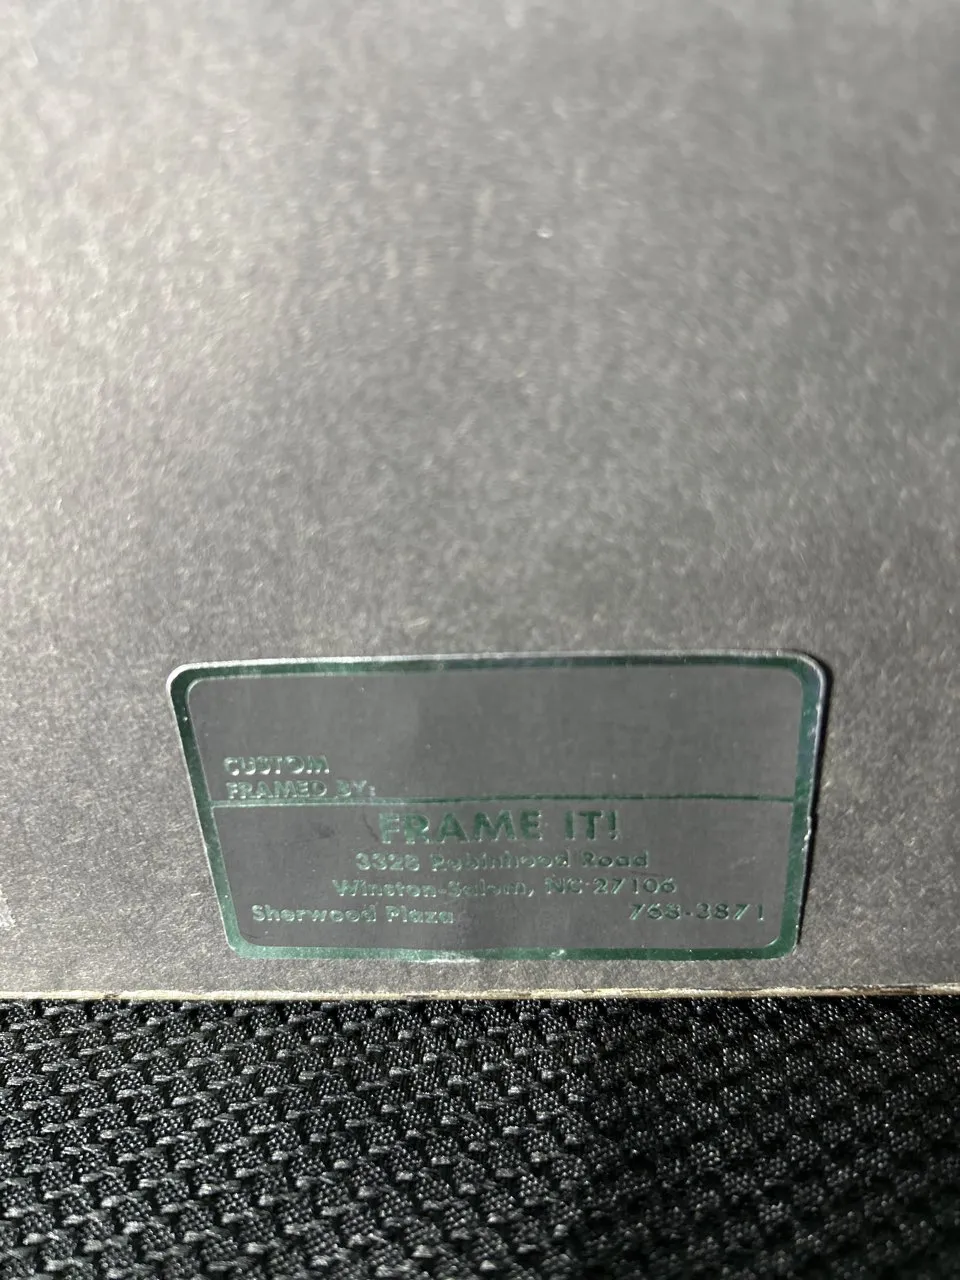 CUSTOM
FRAMED BY:
FRAME IT!
3328 Robinhood Road
Winston-Salem, NC 27106
Sherwood Plaza 768-3871